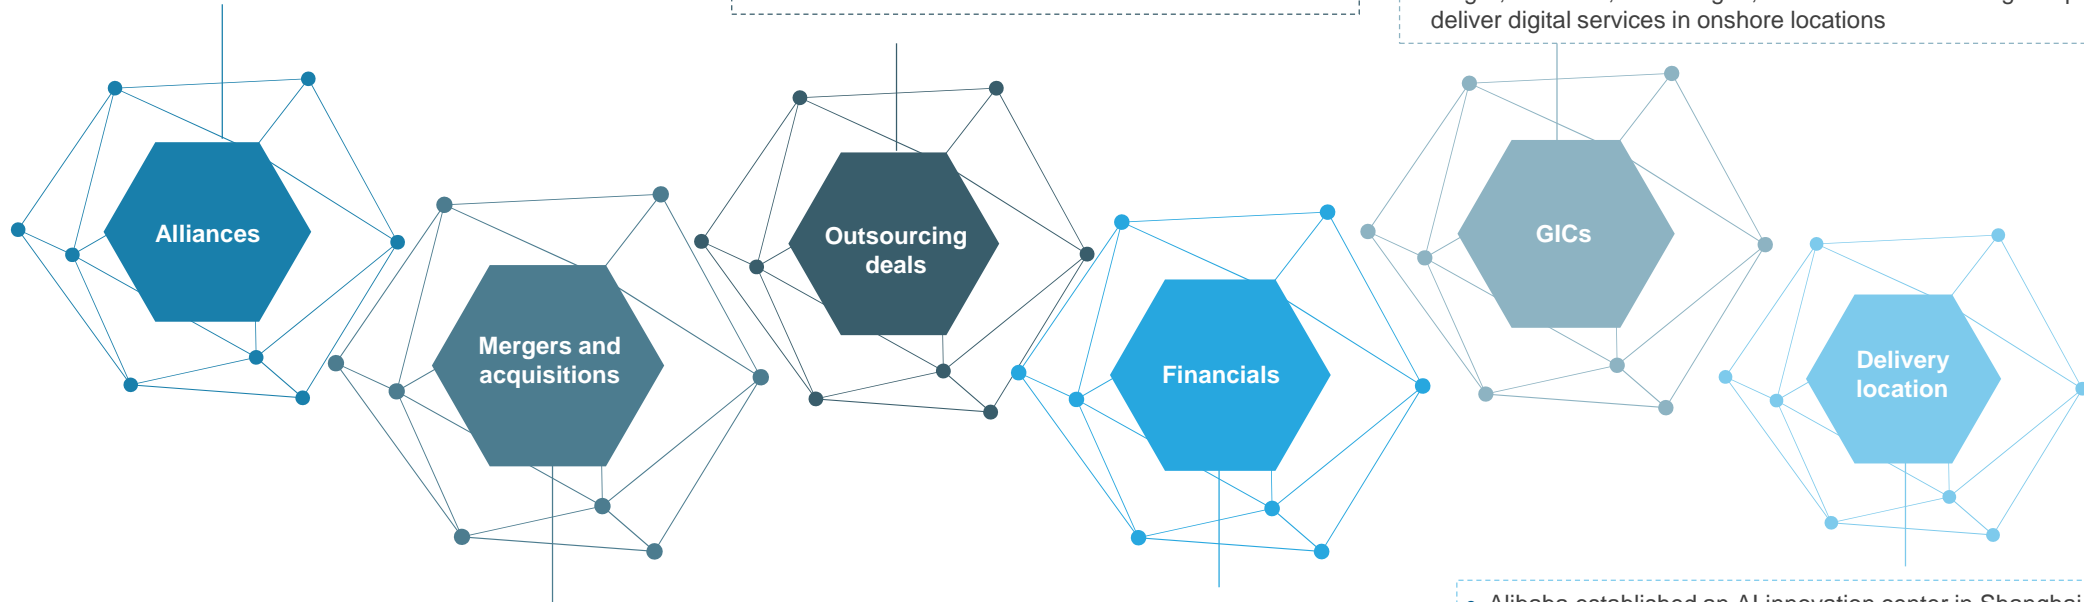 deliver digital services in onshore locations
Alliances
Outsourcing
deals
GICs
Mergers and
acquisitions
Financials
Delivery
location